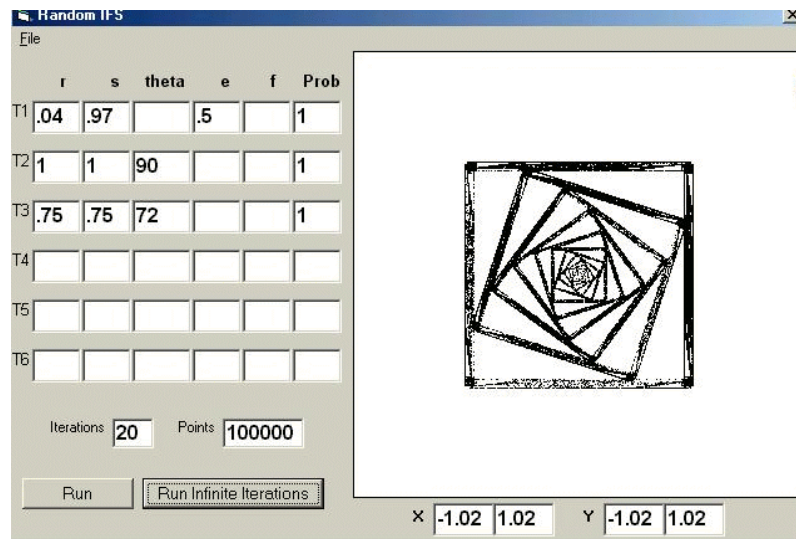 Random IFS
File
r s theta e f Prob
T1 .04 .97 .5 1
T2 1 1 90 1
T3 .75 .75 72 1
T4
T5
T6
Iterations 20 Points 100000
Run Run Infinite Iterations
X -1.02 1.02 Y -1.02 1.02